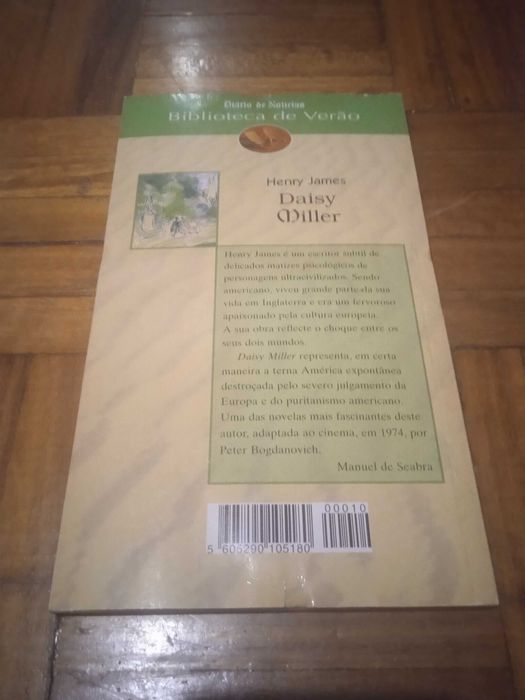 Diário de Notícias
Biblioteca de Verão
Henry James
Daisy
Miller
Henry James é um escritor subtil de
delicados matizes psicológicos de
personagens ultracivilizados. Sendo
americano, viveu grande parte da sua
vida em Inglaterra e era um fervoroso
apaixonado pela cultura europeia.
A sua obra reflecte o choque entre os
seus dois mundos.
Daisy Miller representa, em certa
maneira a terna América expontânea
destroçada pelo severo julgamento da
Europa e do puritanismo americano.
Uma das novelas mais fascinantes deste
autor, adaptada ao cinema, em 1974, por
Peter Bogdanovich.
Manuel de Seabra
00010
5 605290 105180